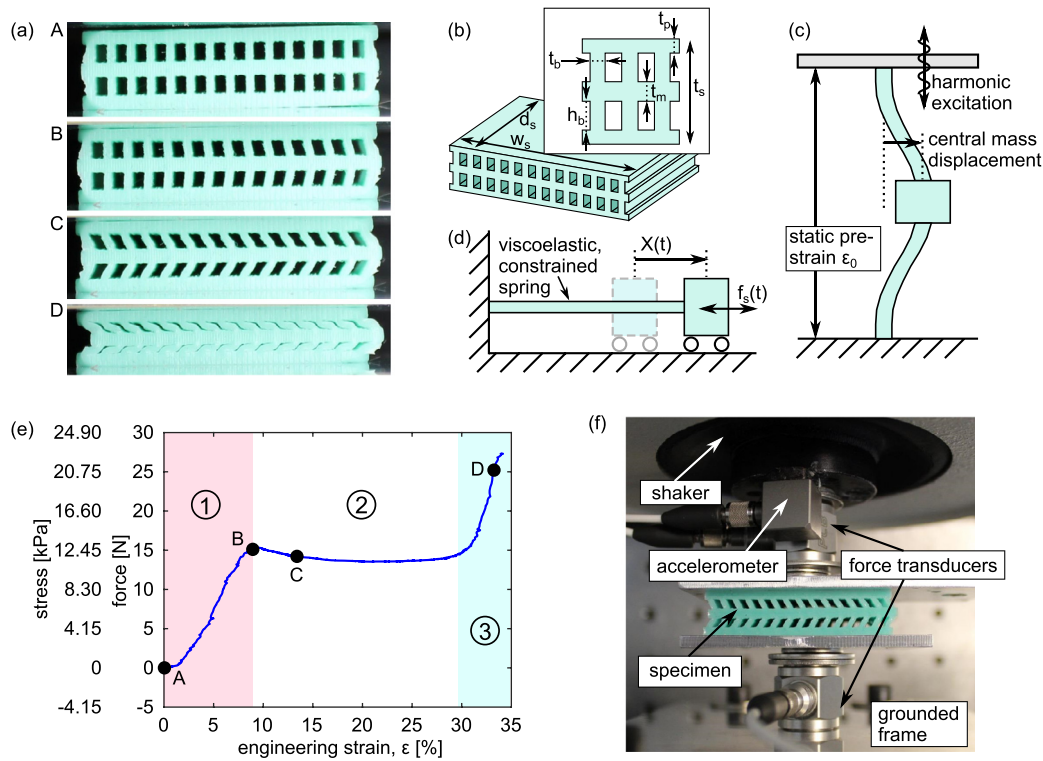 (a)
A
B
C
D
(b)
t_p
t_b
t_m
t_s
h_b
d_s
w_s
(c)
harmonic
excitation
central mass
displacement
static pre-
strain ε₀
(d)
viscoelastic,
constrained
spring
X(t)
f_s(t)
(e)
stress [kPa]
24.90
20.75
16.60
12.45
8.30
4.15
0
-4.15
force [N]
30
25
20
15
10
5
0
-5
1
2
3
A
B
C
D
0 5 10 15 20 25 30 35
engineering strain, ε [%]
(f)
shaker
accelerometer
force transducers
specimen
grounded
frame